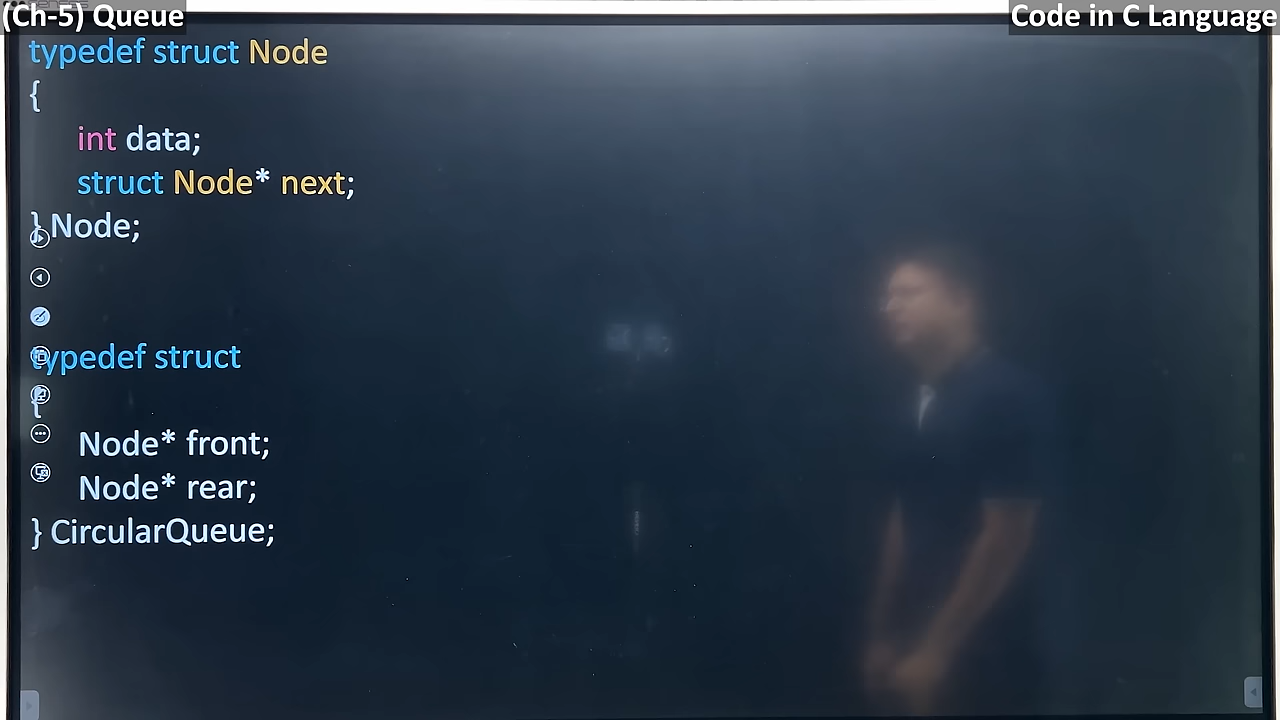 (Ch-5) Queue
Code in C Language
typedef struct Node
{
int data;
struct Node* next;
} Node;
typedef struct
{
Node* front;
Node* rear;
} CircularQueue;